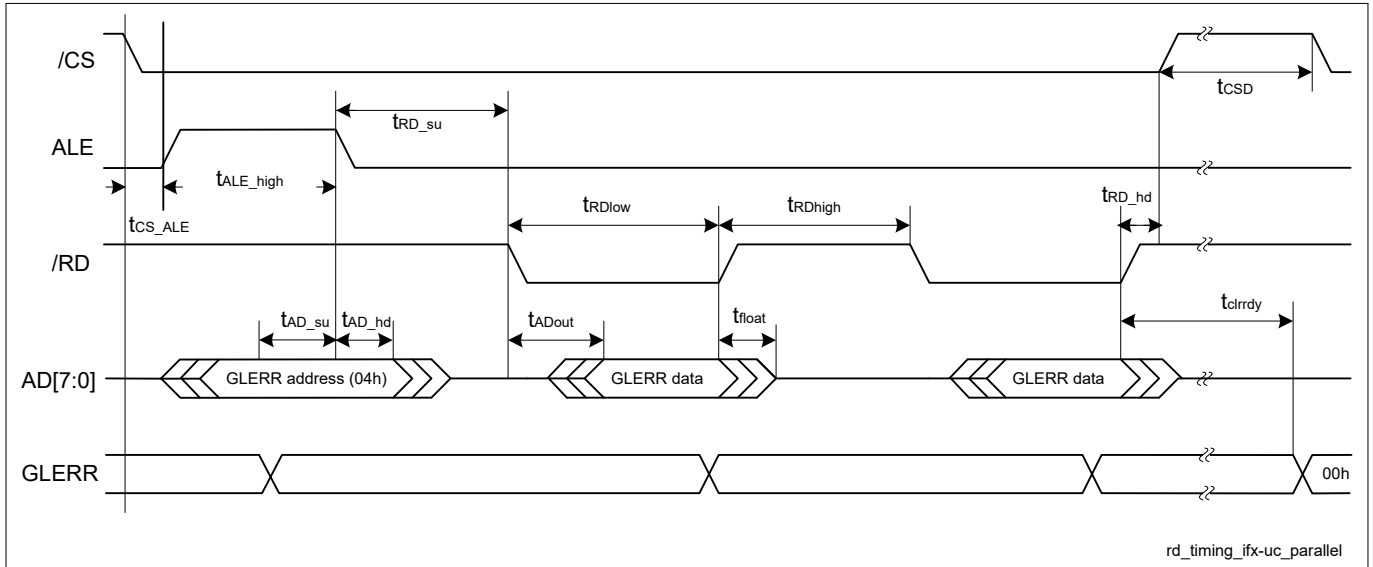 /CS
tCSD
tRD_su
ALE
tALE_high
tRDlow
tRDhigh
tRD_hd
tCS_ALE
/RD
tclrrdy
tAD_su
tAD_hd
tADout
tfloat
AD[7:0]
GLERR address (04h)
GLERR data
GLERR data
GLERR
00h
rd_timing_ifx-uc_parallel